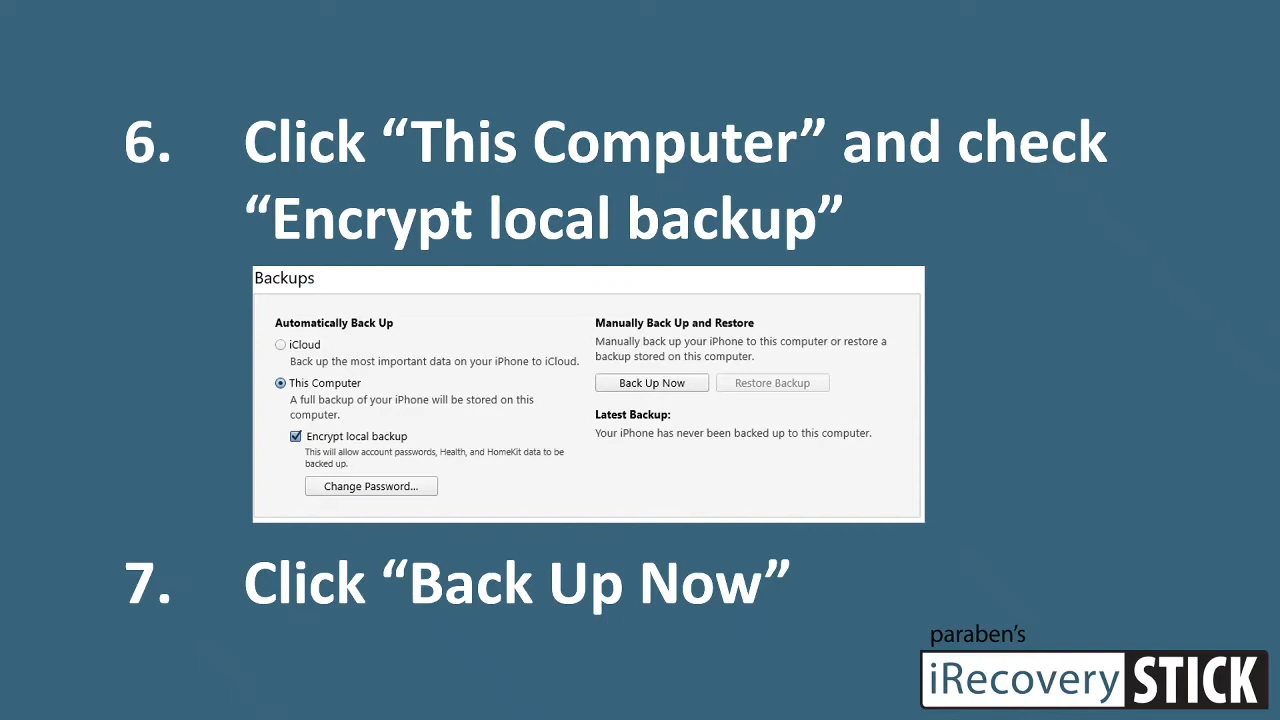 6. Click “This Computer” and check
“Encrypt local backup”
Backups
Automatically Back Up
iCloud
Back up the most important data on your iPhone to iCloud.
This Computer
A full backup of your iPhone will be stored on this
computer.
Encrypt local backup
This will allow account passwords, Health, and HomeKit data to be
backed up.
Change Password...
Manually Back Up and Restore
Manually back up your iPhone to this computer or restore a
backup stored on this computer.
Back Up Now Restore Backup
Latest Backup:
Your iPhone has never been backed up to this computer.
7. Click “Back Up Now”
paraben’s
iRecovery STICK